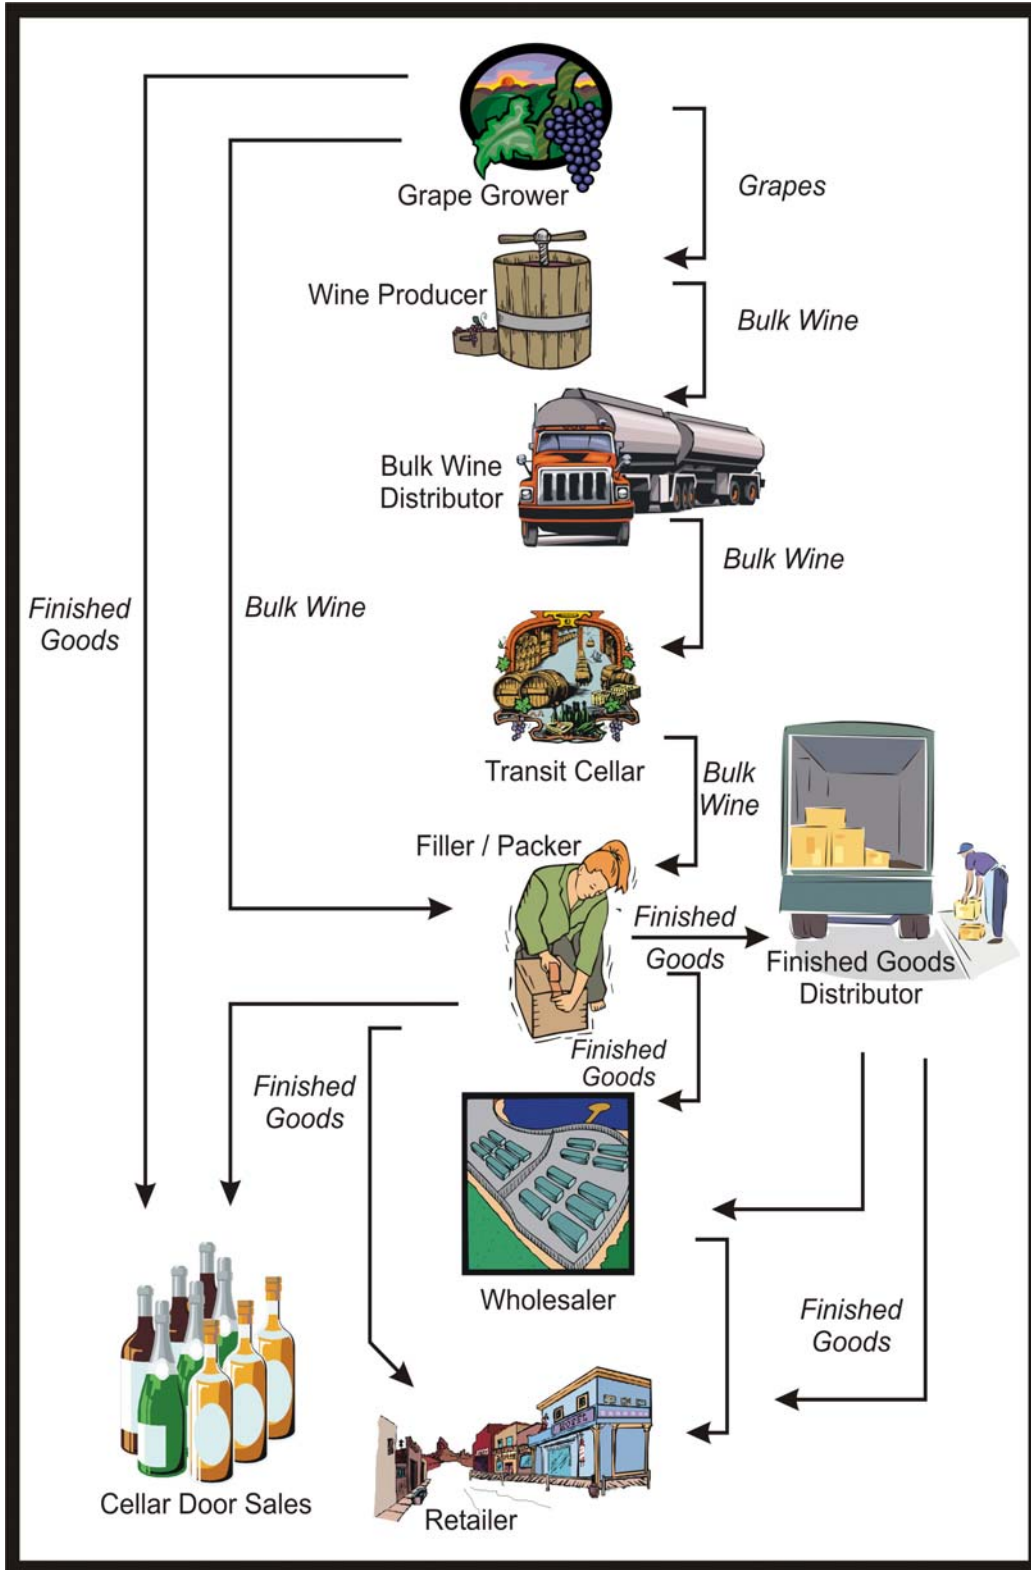 Grape Grower
Grapes
Wine Producer
Bulk Wine
Bulk Wine
Distributor
Bulk Wine
Finished
Goods
Bulk Wine
Transit Cellar
Bulk
Wine
Filler / Packer
Finished
Goods
Finished Goods
Distributor
Finished
Goods
Finished
Goods
Wholesaler
Finished
Goods
HOTEL
Cellar Door Sales
Retailer